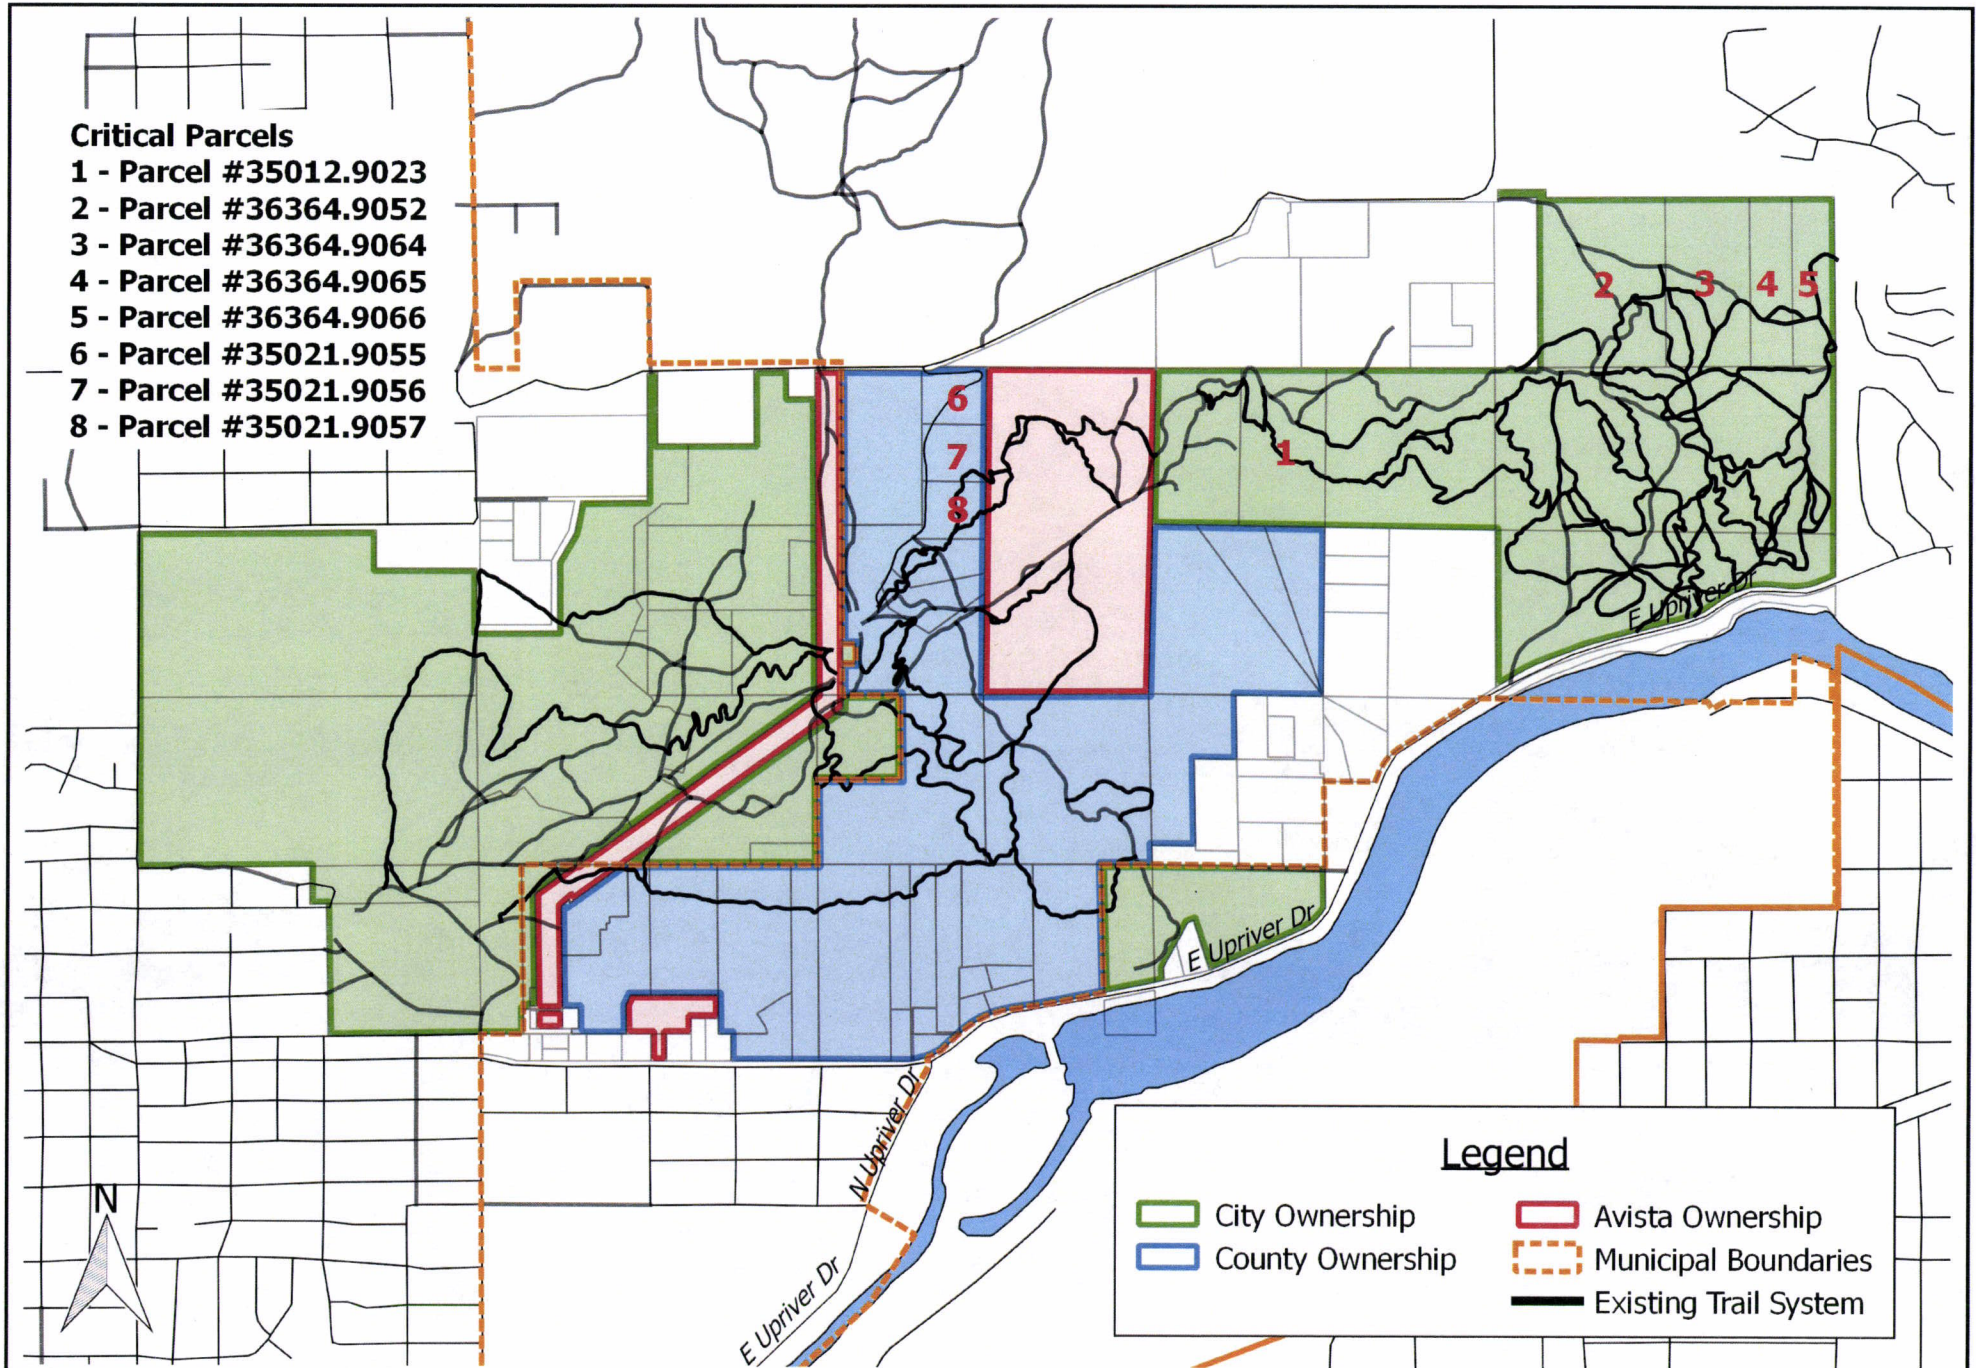 Critical Parcels
1 - Parcel #35012.9023
2 - Parcel #36364.9052
3 - Parcel #36364.9064
4 - Parcel #36364.9065
5 - Parcel #36364.9066
6 - Parcel #35021.9055
7 - Parcel #35021.9056
8 - Parcel #35021.9057
2
3
4
5
6
7
1
8
E Upriver Dr
E Upriver Dr
N Upriver Dr
E Upriver Dr
N
Legend
City Ownership
County Ownership
Avista Ownership
Municipal Boundaries
Existing Trail System